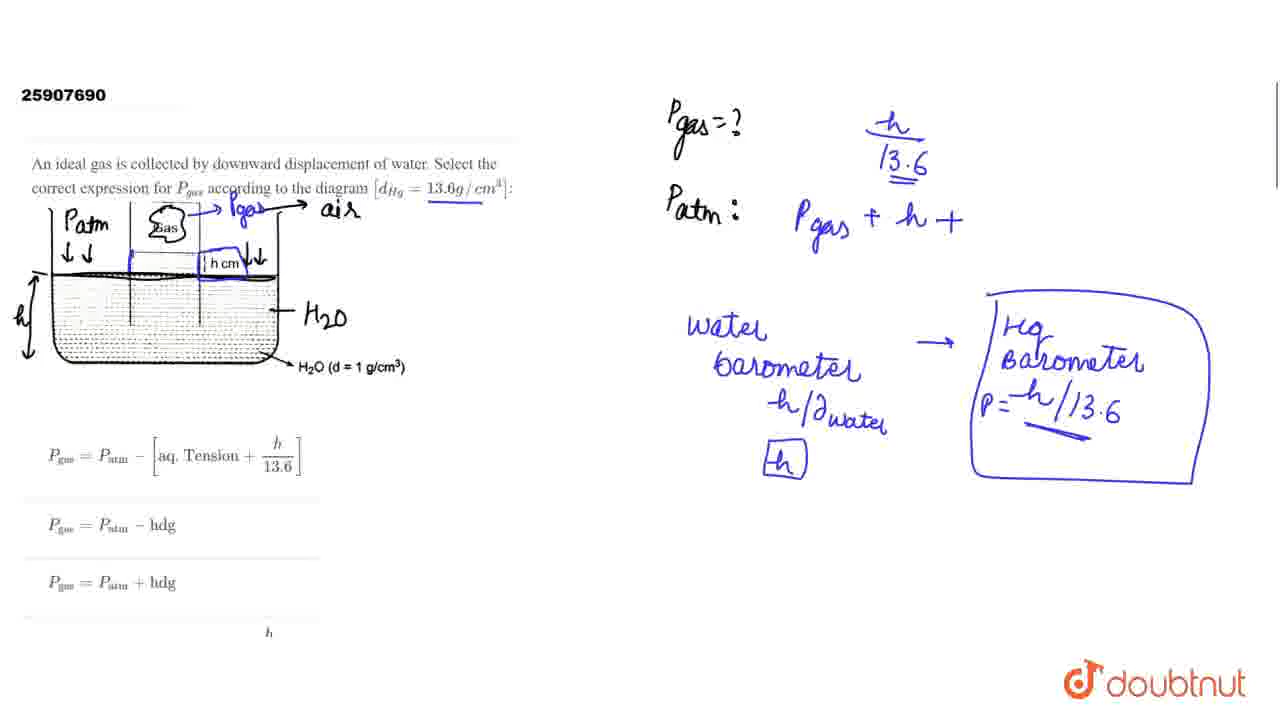 25907690
An ideal gas is collected by downward displacement of water. Select the
correct expression for P_gas according to the diagram [d_Hg = 13.6g/cm³]:
Patm
Gas
Pgas
air
h cm
h
H2O
H₂O (d = 1 g/cm³)
P_gas = P_atm − [aq. Tension + h/13.6]
P_gas = P_atm − hdg
P_gas = P_atm + hdg
h
Pgas = ?
h/13.6
Patm :
Pgas + h +
water
barometer
h/∂water
h
→
Hg
Barometer
P = h/13.6
doubtnut